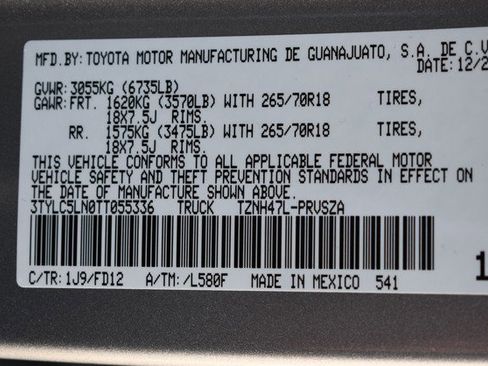 MFD.BY: TOYOTA MOTOR MANUFACTURING DE GUANAJUATO, S.A. DE C.V
DATE: 12/2
GVWR: 3055KG (6735LB)
GAWR: FRT. 1620KG (3570LB) WITH 265/70R18 TIRES,
18X7.5J RIMS.
RR. 1575KG (3475LB) WITH 265/70R18 TIRES,
18X7.5J RIMS.
THIS VEHICLE CONFORMS TO ALL APPLICABLE FEDERAL MOTOR
VEHICLE SAFETY AND THEFT PREVENTION STANDARDS IN EFFECT ON
THE DATE OF MANUFACTURE SHOWN ABOVE.
3TYLC5LN0TT055336 TRUCK TZNH47L-PRVSZA
C/TR: 1J9/FD12 A/TM: /L580F MADE IN MEXICO 541